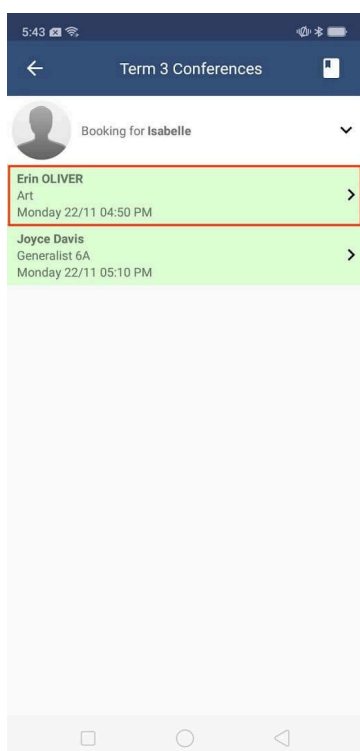 5:43
Term 3 Conferences
Booking for Isabelle
Erin OLIVER
Art
Monday 22/11 04:50 PM
Joyce Davis
Generalist 6A
Monday 22/11 05:10 PM